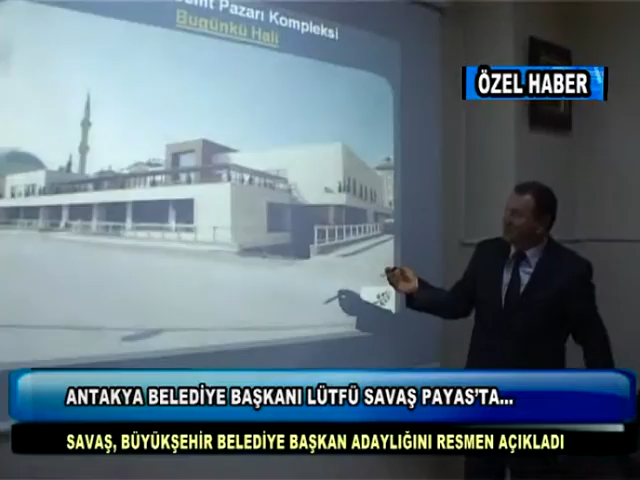 Pazarı Kompleksi
Bugünkü Hali
ÖZEL HABER
ANTAKYA BELEDİYE BAŞKANI LÜTFÜ SAVAŞ PAYAS'TA...
SAVAŞ, BÜYÜKŞEHİR BELEDİYE BAŞKAN ADAYLIĞINI RESMEN AÇIKLADI